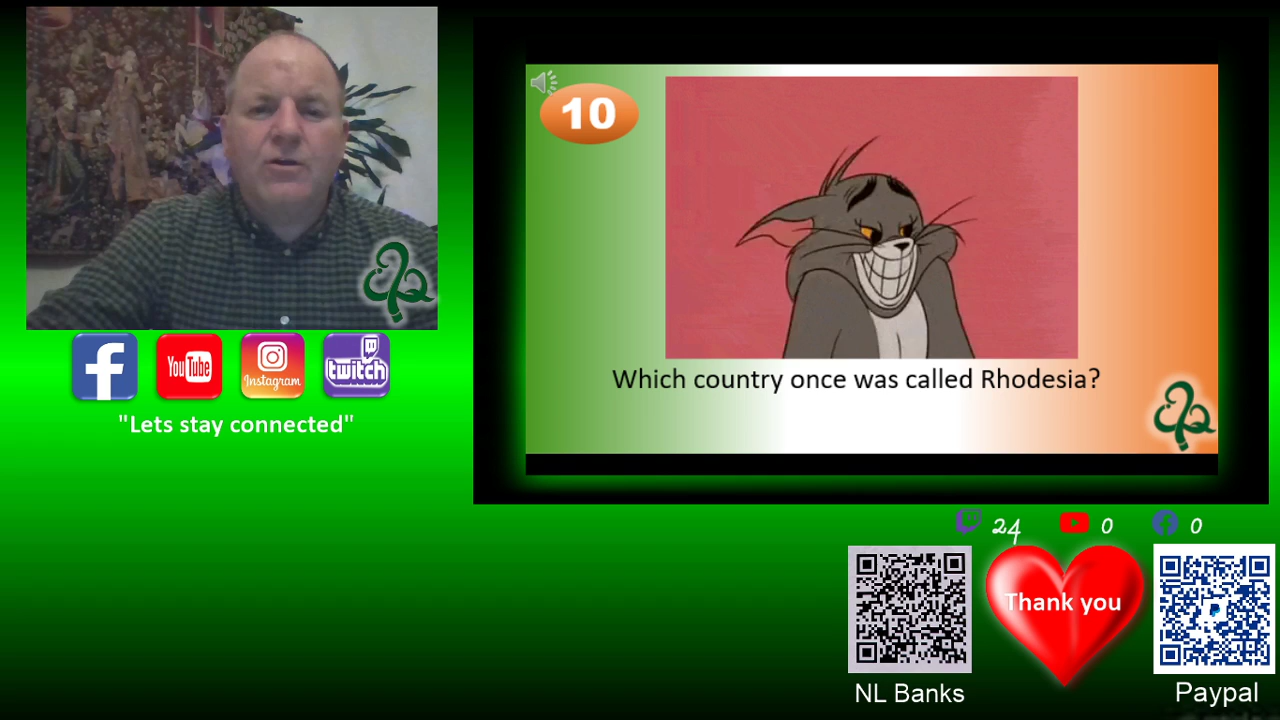 10
Which country once was called Rhodesia?
YouTube
Instagram
twitch
"Lets stay connected"
24
0
0
Thank you
NL Banks
Paypal